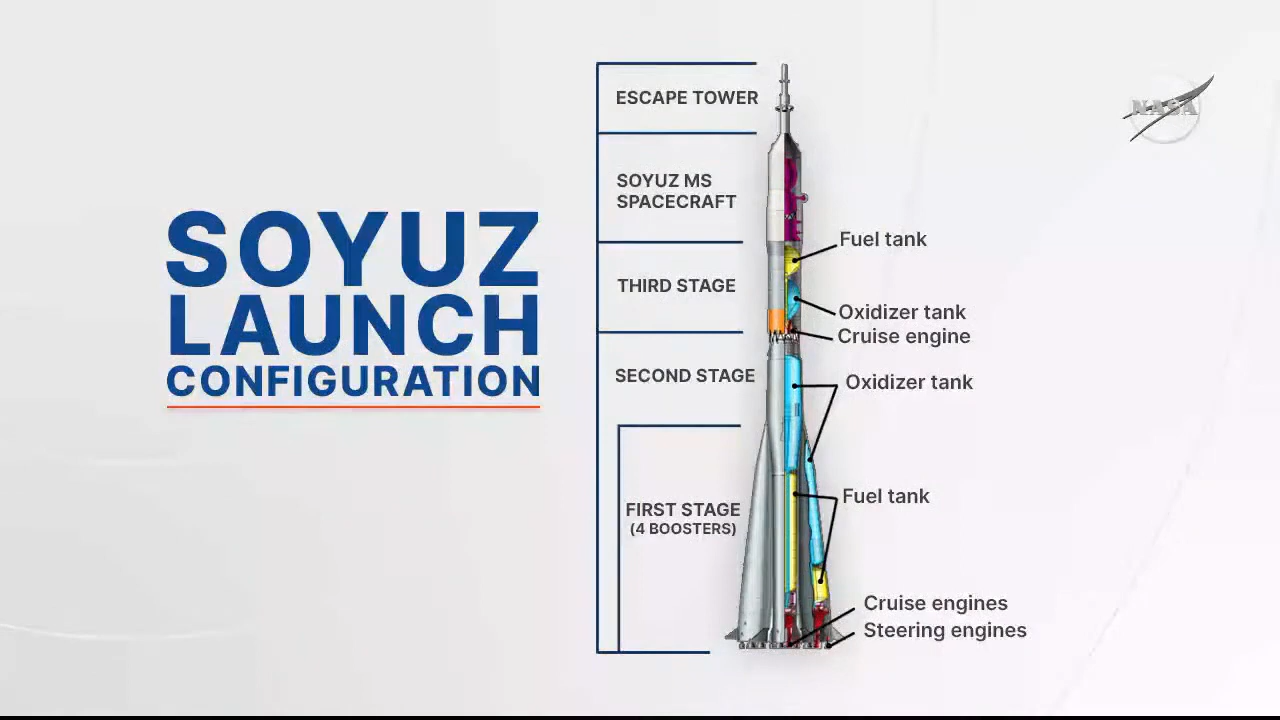 SOYUZ
LAUNCH
CONFIGURATION
ESCAPE TOWER
SOYUZ MS
SPACECRAFT
THIRD STAGE
SECOND STAGE
FIRST STAGE
(4 BOOSTERS)
Fuel tank
Oxidizer tank
Cruise engine
Oxidizer tank
Fuel tank
Cruise engines
Steering engines
NASA